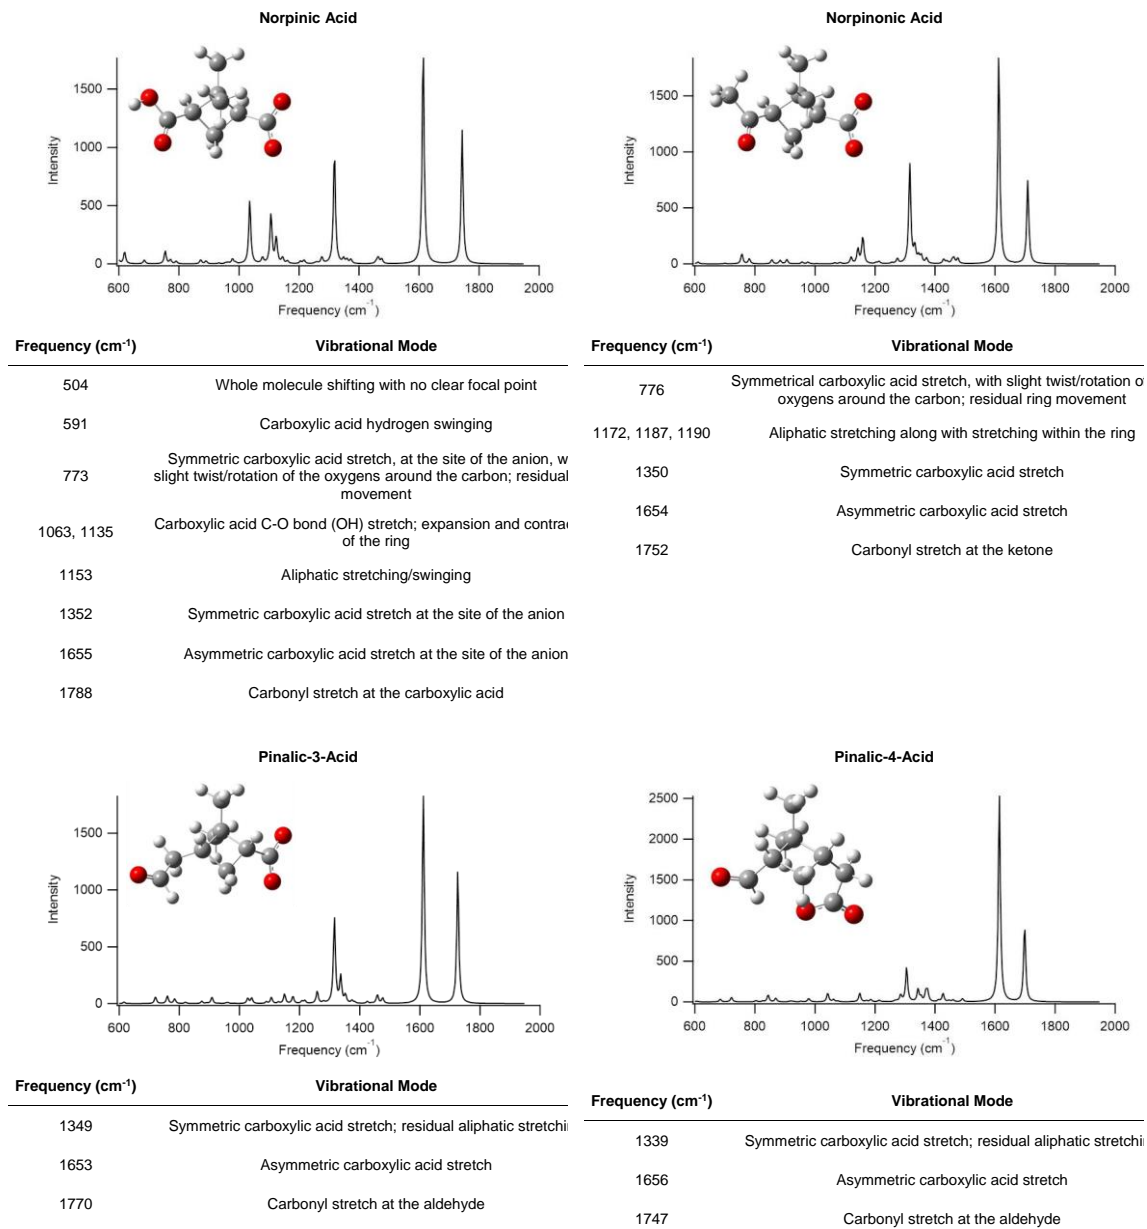 Norpinic Acid
1500
1000
500
0
Intensity
600 800 1000 1200 1400 1600 1800 2000
Frequency (cm-1)
Frequency (cm-1) Vibrational Mode
504 Whole molecule shifting with no clear focal point
591 Carboxylic acid hydrogen swinging
Symmetric carboxylic acid stretch, at the site of the anion, w
773 slight twist/rotation of the oxygens around the carbon; residual
movement
1063, 1135 Carboxylic acid C-O bond (OH) stretch; expansion and contra
of the ring
1153 Aliphatic stretching/swinging
1352 Symmetric carboxylic acid stretch at the site of the anion
1655 Asymmetric carboxylic acid stretch at the site of the anion
1788 Carbonyl stretch at the carboxylic acid
Norpinonic Acid
1500
1000
500
0
Intensity
600 800 1000 1200 1400 1600 1800 2000
Frequency (cm-1)
Frequency (cm-1) Vibrational Mode
776 Symmetrical carboxylic acid stretch, with slight twist/rotation o
oxygens around the carbon; residual ring movement
1172, 1187, 1190 Aliphatic stretching along with stretching within the ring
1350 Symmetric carboxylic acid stretch
1654 Asymmetric carboxylic acid stretch
1752 Carbonyl stretch at the ketone
Pinalic-3-Acid
1500
1000
500
0
Intensity
600 800 1000 1200 1400 1600 1800 2000
Frequency (cm-1)
Frequency (cm-1) Vibrational Mode
1349 Symmetric carboxylic acid stretch; residual aliphatic stretchi
1653 Asymmetric carboxylic acid stretch
1770 Carbonyl stretch at the aldehyde
Pinalic-4-Acid
2500
2000
1500
1000
500
0
Intensity
600 800 1000 1200 1400 1600 1800 2000
Frequency (cm-1)
Frequency (cm-1) Vibrational Mode
1339 Symmetric carboxylic acid stretch; residual aliphatic stretchi
1656 Asymmetric carboxylic acid stretch
1747 Carbonyl stretch at the aldehyde